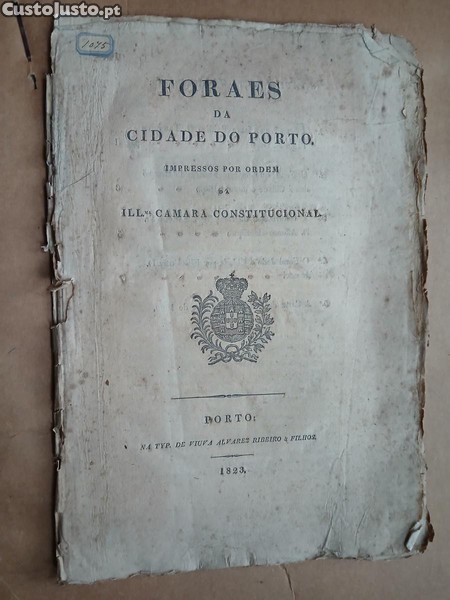 CustoJusto.pt
1075
FORAES
DA
CIDADE DO PORTO.
IMPRESSOS POR ORDEM
DA
ILL.ma CAMARA CONSTITUCIONAL.
PORTO:
NA TYP. DE VIUVA ALVAREZ RIBEIRO & FILHOS.
1823.